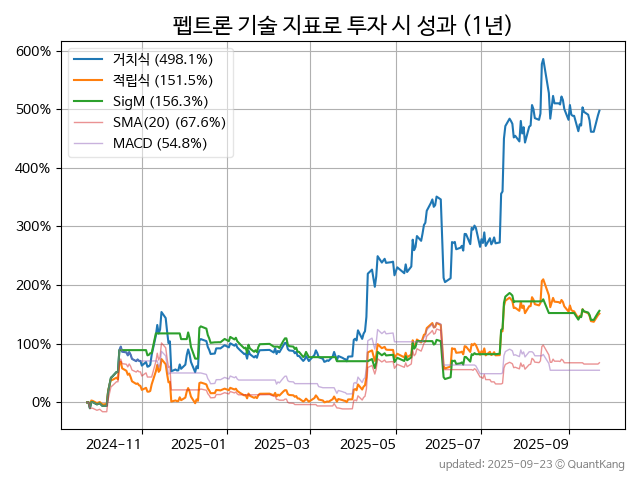 펩트론 기술 지표로 투자 시 성과 (1년)
600%
500%
400%
300%
200%
100%
0%
거치식 (498.1%)
적립식 (151.5%)
SigM (156.3%)
SMA(20) (67.6%)
MACD (54.8%)
2024-11
2025-01
2025-03
2025-05
2025-07
2025-09
updated: 2025-09-23 © QuantKang